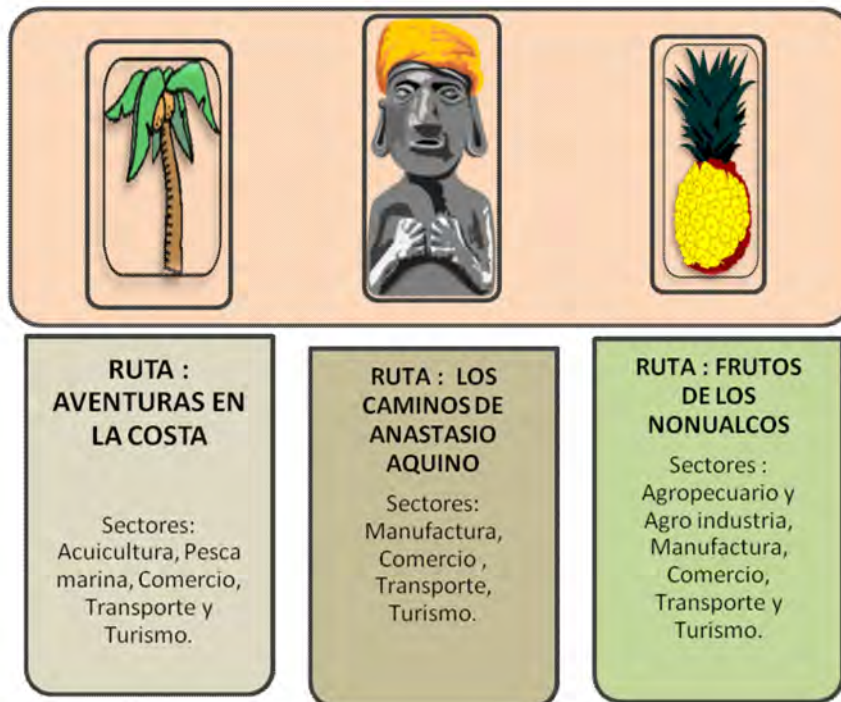 RUTA :
AVENTURAS EN
LA COSTA
Sectores:
Acuicultura, Pesca
marina, Comercio,
Transporte y
Turismo.
RUTA : LOS
CAMINOS DE
ANASTASIO
AQUINO
Sectores:
Manufactura,
Comercio ,
Transporte,
Turismo.
RUTA : FRUTOS
DE LOS
NONUALCOS
Sectores :
Agropecuario y
Agro industria,
Manufactura,
Comercio,
Transporte y
Turismo.